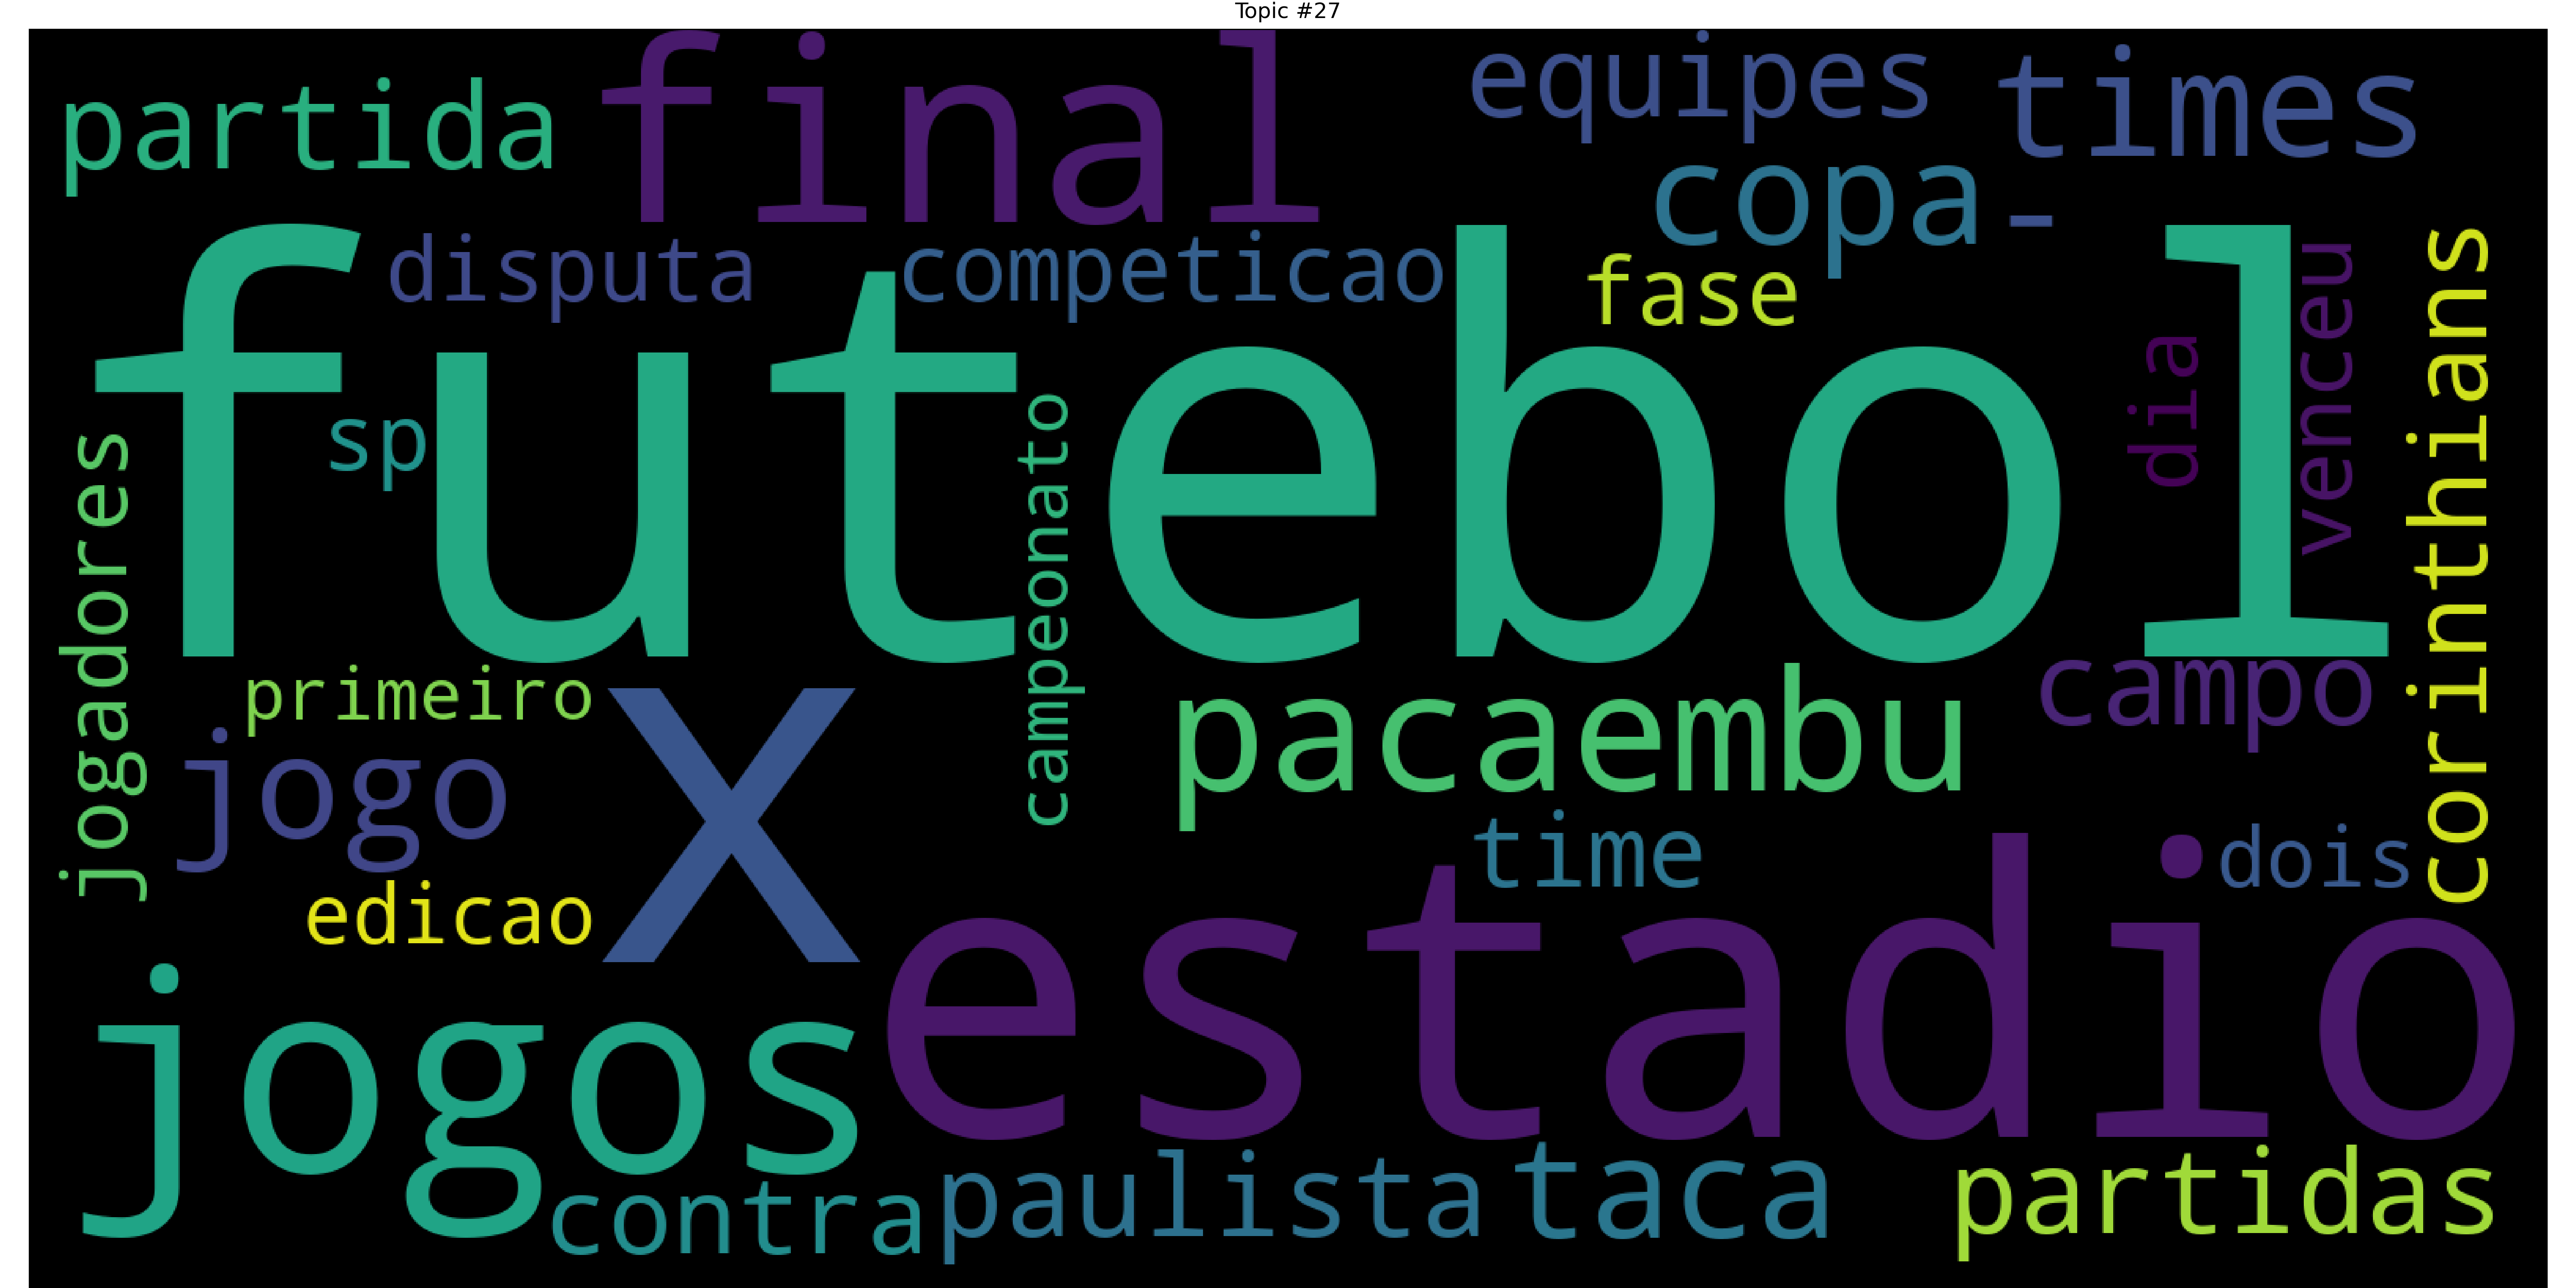 Topic #27
partida
final
equipes
times
copa
-
disputa
competicao
fase
futebol
sp
campeonato
dia
venceu
corinthians
jogadores
primeiro
x
pacaembu
campo
jogo
time
dois
edicao
estadio
jogos
contra
paulista
taca
partidas